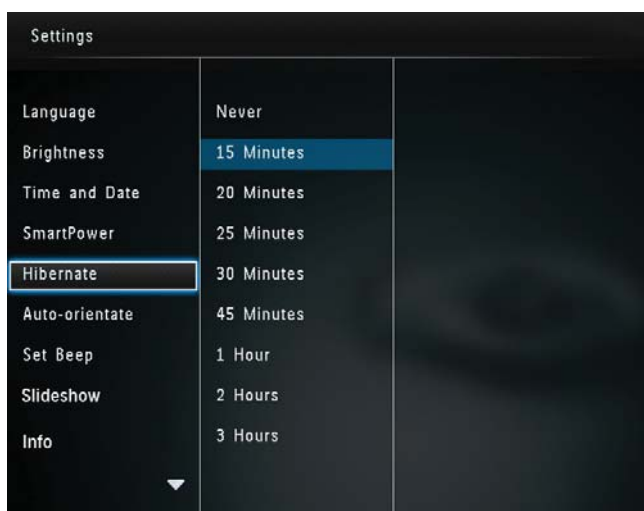 Settings
Language
Brightness
Time and Date
SmartPower
Hibernate
Auto-orientate
Set Beep
Slideshow
Info
Never
15 Minutes
20 Minutes
25 Minutes
30 Minutes
45 Minutes
1 Hour
2 Hours
3 Hours